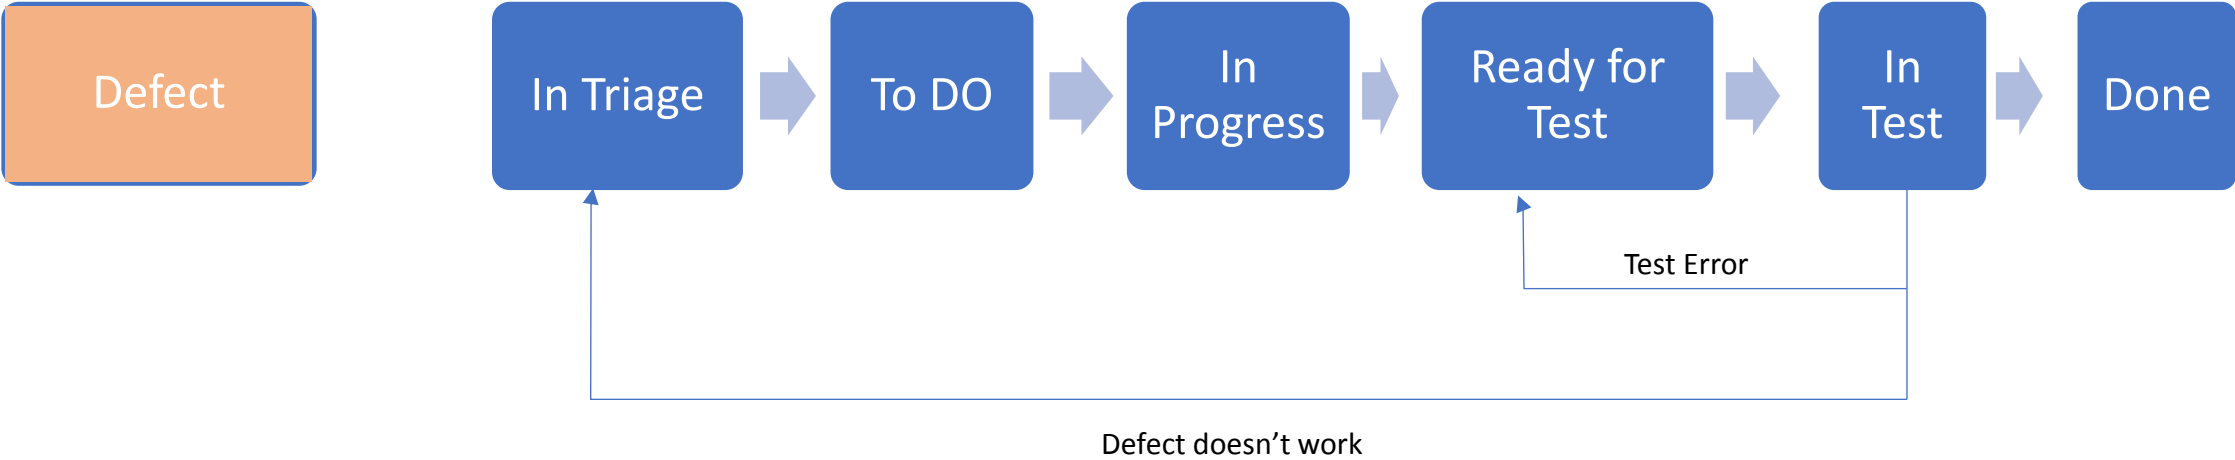 Defect
In Triage
To DO
In
Progress
Ready for
Test
In
Test
Done
Test Error
Defect doesn’t work